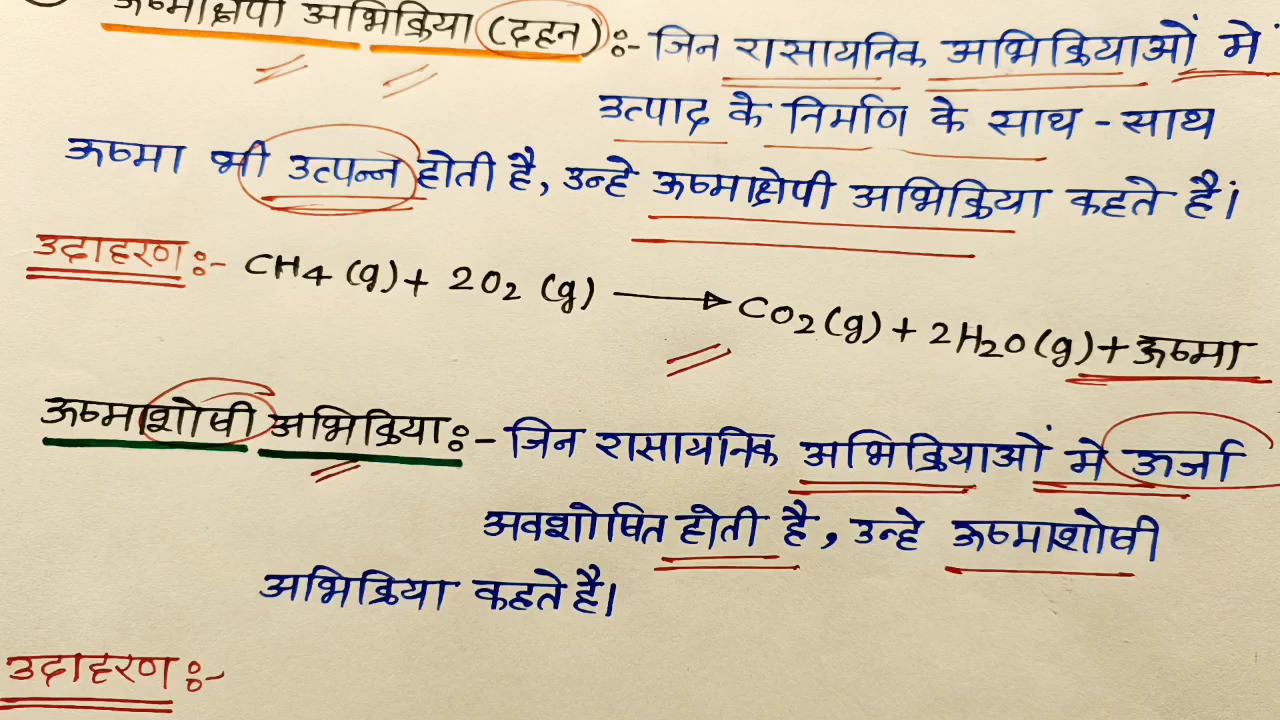 ऊष्माक्षेपी अभिक्रिया (दहन) :- जिन रासायनिक अभिक्रियाओं में
उत्पाद के निर्माण के साथ - साथ
ऊष्मा भी उत्पन्न होती है, उन्हे ऊष्माक्षेपी अभिक्रिया कहते हैं।
उदाहरण :- CH4 (g) + 2O2 (g) ⟶ CO2 (g) + 2H2O (g) + ऊष्मा
ऊष्माशोषी अभिक्रिया :- जिन रासायनिक अभिक्रियाओं में ऊर्जा
अवशोषित होती है, उन्हे ऊष्माशोषी
अभिक्रिया कहते है।
उदाहरण :-